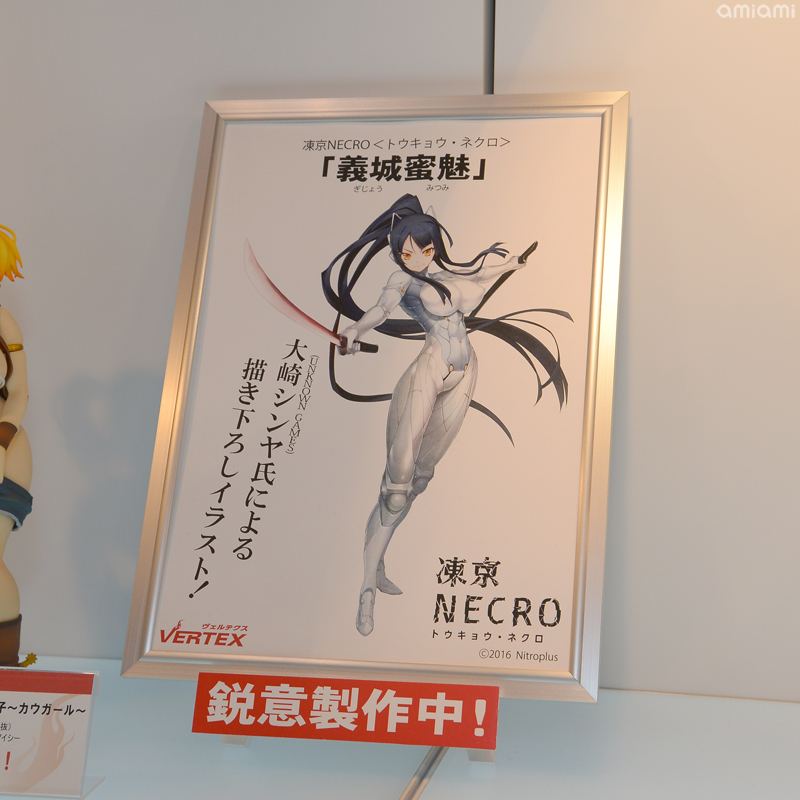 amiami
凍京NECRO<トウキョウ・ネクロ>
「義城蜜魅」
ぎじょう みつみ
大崎シンヤ氏による
(UNKNOWN GAMES)
描き下ろしイラスト!
凍京
NECRO
トウキョウ・ネクロ
©2016 Nitroplus
ヴェルテクス
VERTEX
鋭意製作中!
子~カウガール~
抜)
イシー
!